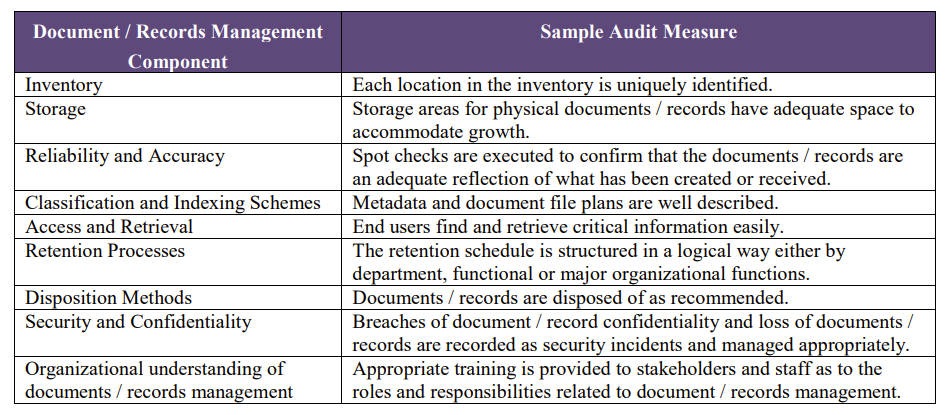 Document / Records Management
Component
Sample Audit Measure
Inventory
Each location in the inventory is uniquely identified.
Storage
Storage areas for physical documents / records have adequate space to
accommodate growth.
Reliability and Accuracy
Spot checks are executed to confirm that the documents / records are
an adequate reflection of what has been created or received.
Classification and Indexing Schemes
Metadata and document file plans are well described.
Access and Retrieval
End users find and retrieve critical information easily.
Retention Processes
The retention schedule is structured in a logical way either by
department, functional or major organizational functions.
Disposition Methods
Documents / records are disposed of as recommended.
Security and Confidentiality
Breaches of document / record confidentiality and loss of documents /
records are recorded as security incidents and managed appropriately.
Organizational understanding of
documents / records management
Appropriate training is provided to stakeholders and staff as to the
roles and responsibilities related to document / records management.